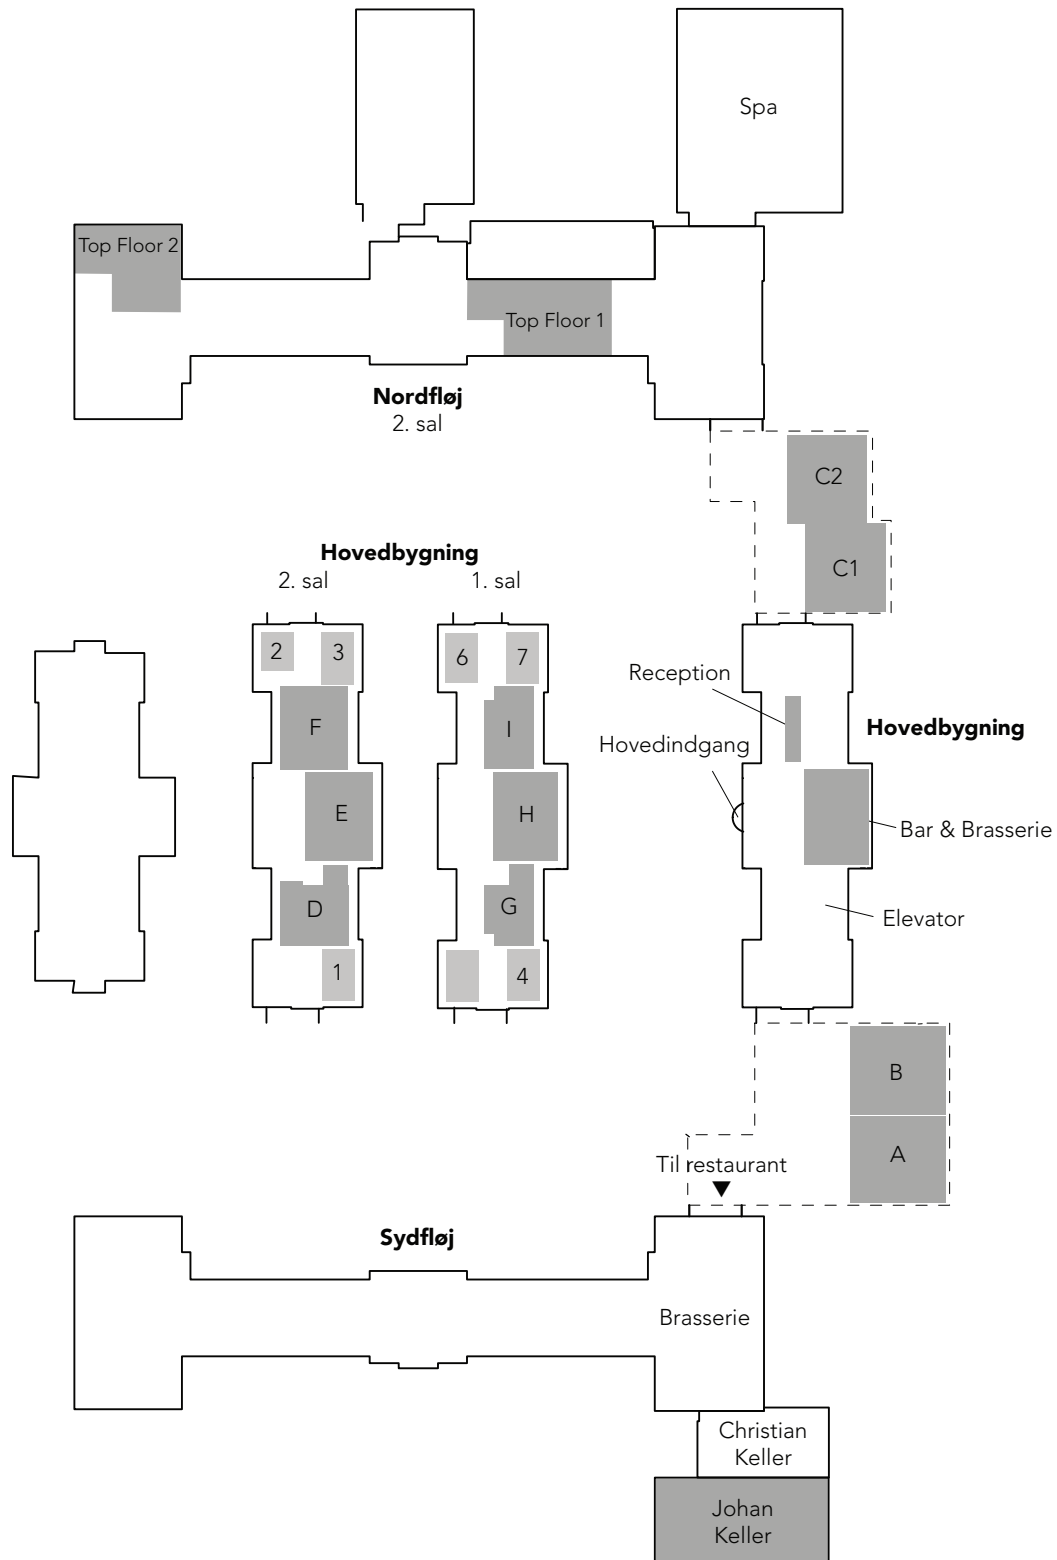 Spa
Top Floor 2
Top Floor 1
Nordfløj
2. sal
C2
C1
Hovedbygning
2. sal
1. sal
2
3
6
7
F
I
E
H
D
G
1
4
Reception
Hovedbygning
Hovedindgang
Bar & Brasserie
Elevator
B
A
Til restaurant
Sydfløj
Brasserie
Christian
Keller
Johan
Keller